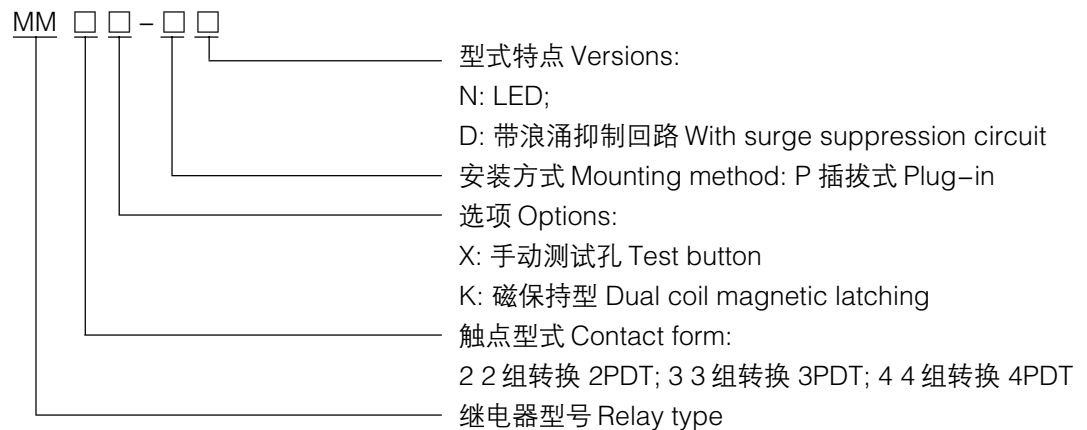 MM □ □ – □ □
型式特点 Versions:
N: LED;
D: 带浪涌抑制回路 With surge suppression circuit
安装方式 Mounting method: P 插拔式 Plug–in
选项 Options:
X: 手动测试孔 Test button
K: 磁保持型 Dual coil magnetic latching
触点型式 Contact form:
2 2 组转换 2PDT; 3 3 组转换 3PDT; 4 4 组转换 4PDT
继电器型号 Relay type